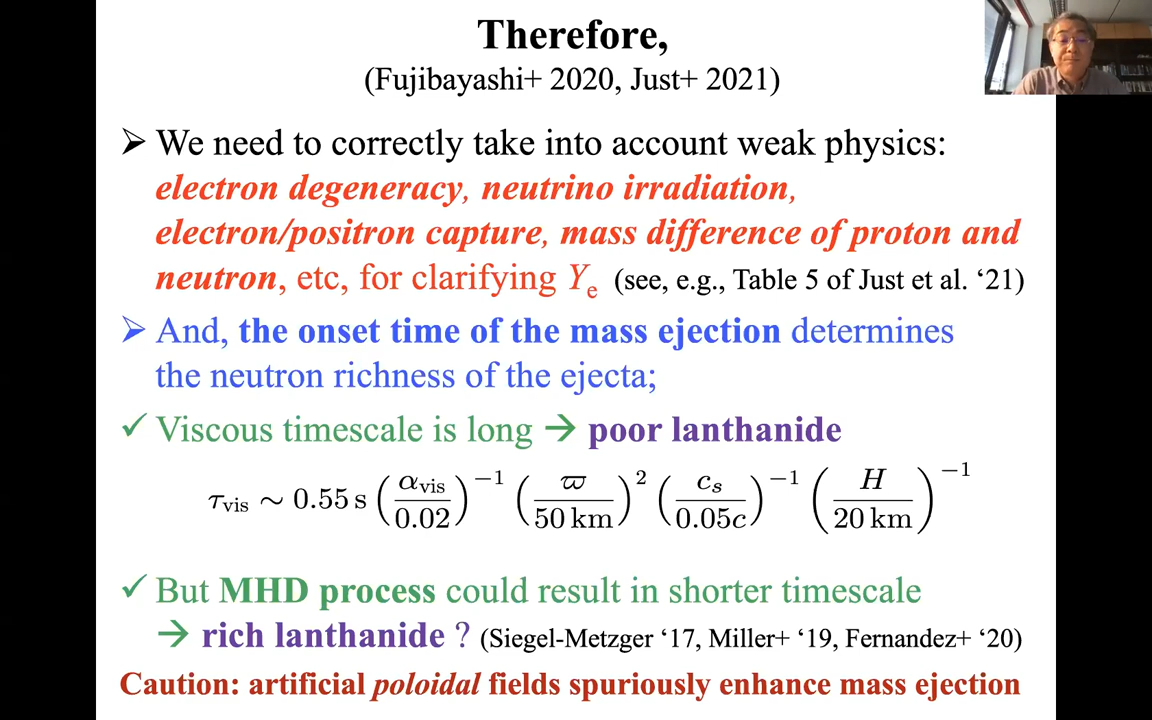 Therefore,
(Fujibayashi+ 2020, Just+ 2021)
➢ We need to correctly take into account weak physics:
electron degeneracy, neutrino irradiation,
electron/positron capture, mass difference of proton and
neutron, etc, for clarifying Yₑ (see, e.g., Table 5 of Just et al. ‘21)
➢ And, the onset time of the mass ejection determines
the neutron richness of the ejecta;
✓ Viscous timescale is long → poor lanthanide
τ_vis ∼ 0.55 s (α_vis/0.02)⁻¹ (ϖ/50 km)² (c_s/0.05c)⁻¹ (H/20 km)⁻¹
✓ But MHD process could result in shorter timescale
→ rich lanthanide ? (Siegel-Metzger ‘17, Miller+ ‘19, Fernandez+ ‘20)
Caution: artificial poloidal fields spuriously enhance mass ejection